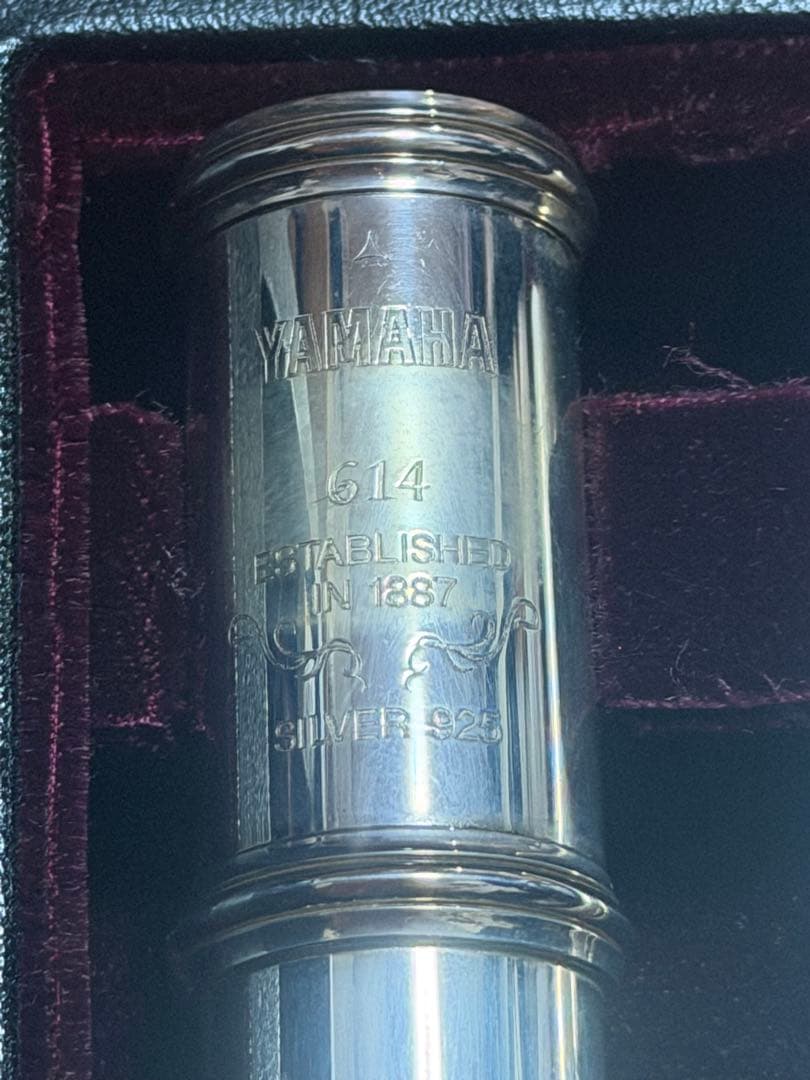 YAMAHA
614
ESTABLISHED
IN 1887
SILVER 925